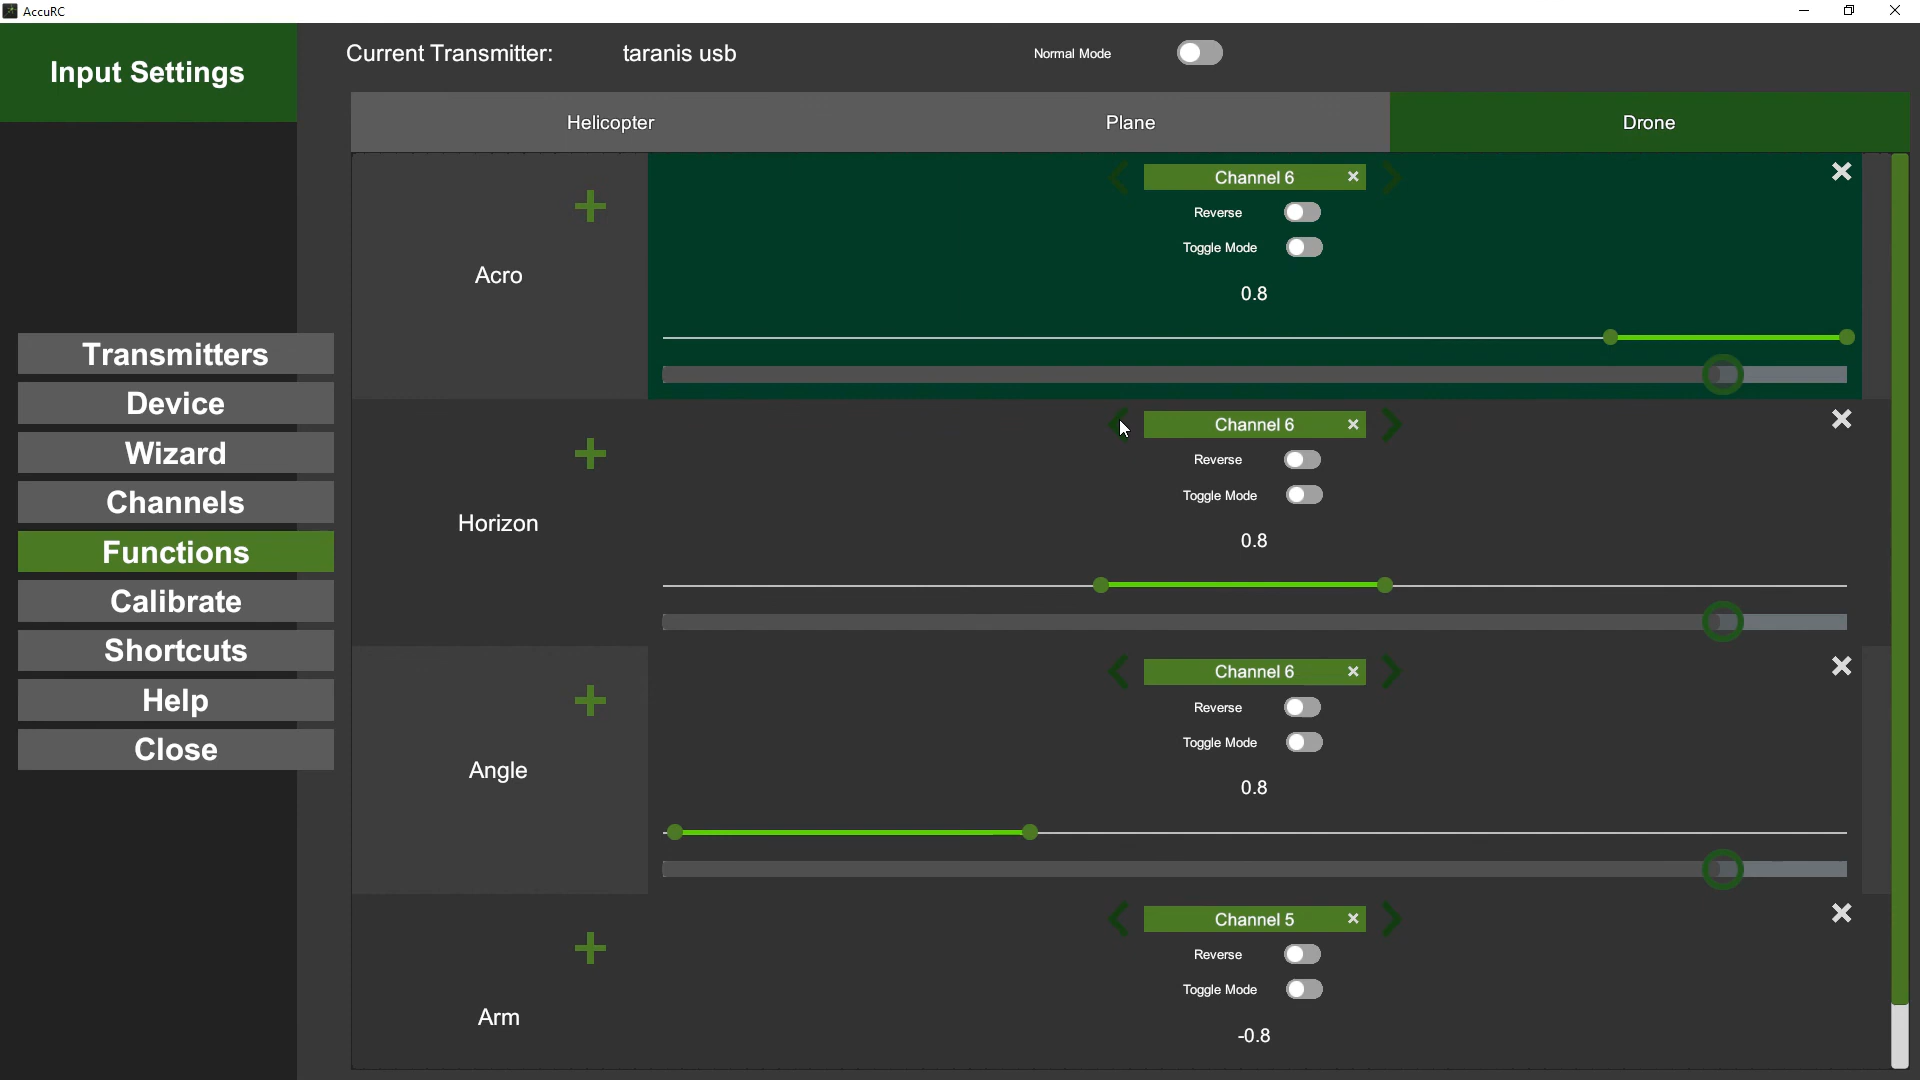 AccuRC
Input Settings
Current Transmitter: taranis usb Normal Mode
Helicopter Plane Drone
Channel 6
Reverse
Toggle Mode
Acro
0.8
Transmitters
Device
Wizard
Channels
Functions
Calibrate
Shortcuts
Help
Close
Channel 6
Reverse
Toggle Mode
Horizon
0.8
Channel 6
Reverse
Toggle Mode
Angle
0.8
Channel 5
Reverse
Toggle Mode
Arm
-0.8